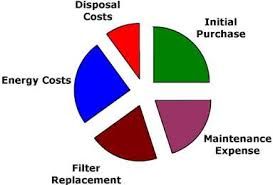 Disposal
Costs
Initial
Purchase
Energy Costs
Maintenance
Expense
Filter
Replacement